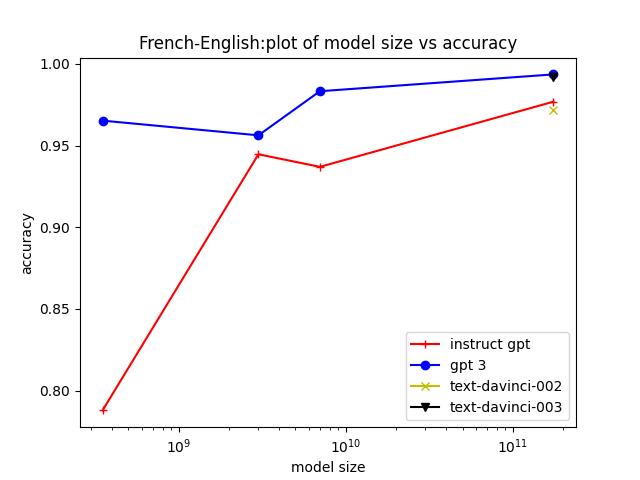 French-English:plot of model size vs accuracy
accuracy
1.00
0.95
0.90
0.85
0.80
instruct gpt
gpt 3
text-davinci-002
text-davinci-003
10⁹ 10¹⁰ 10¹¹
model size